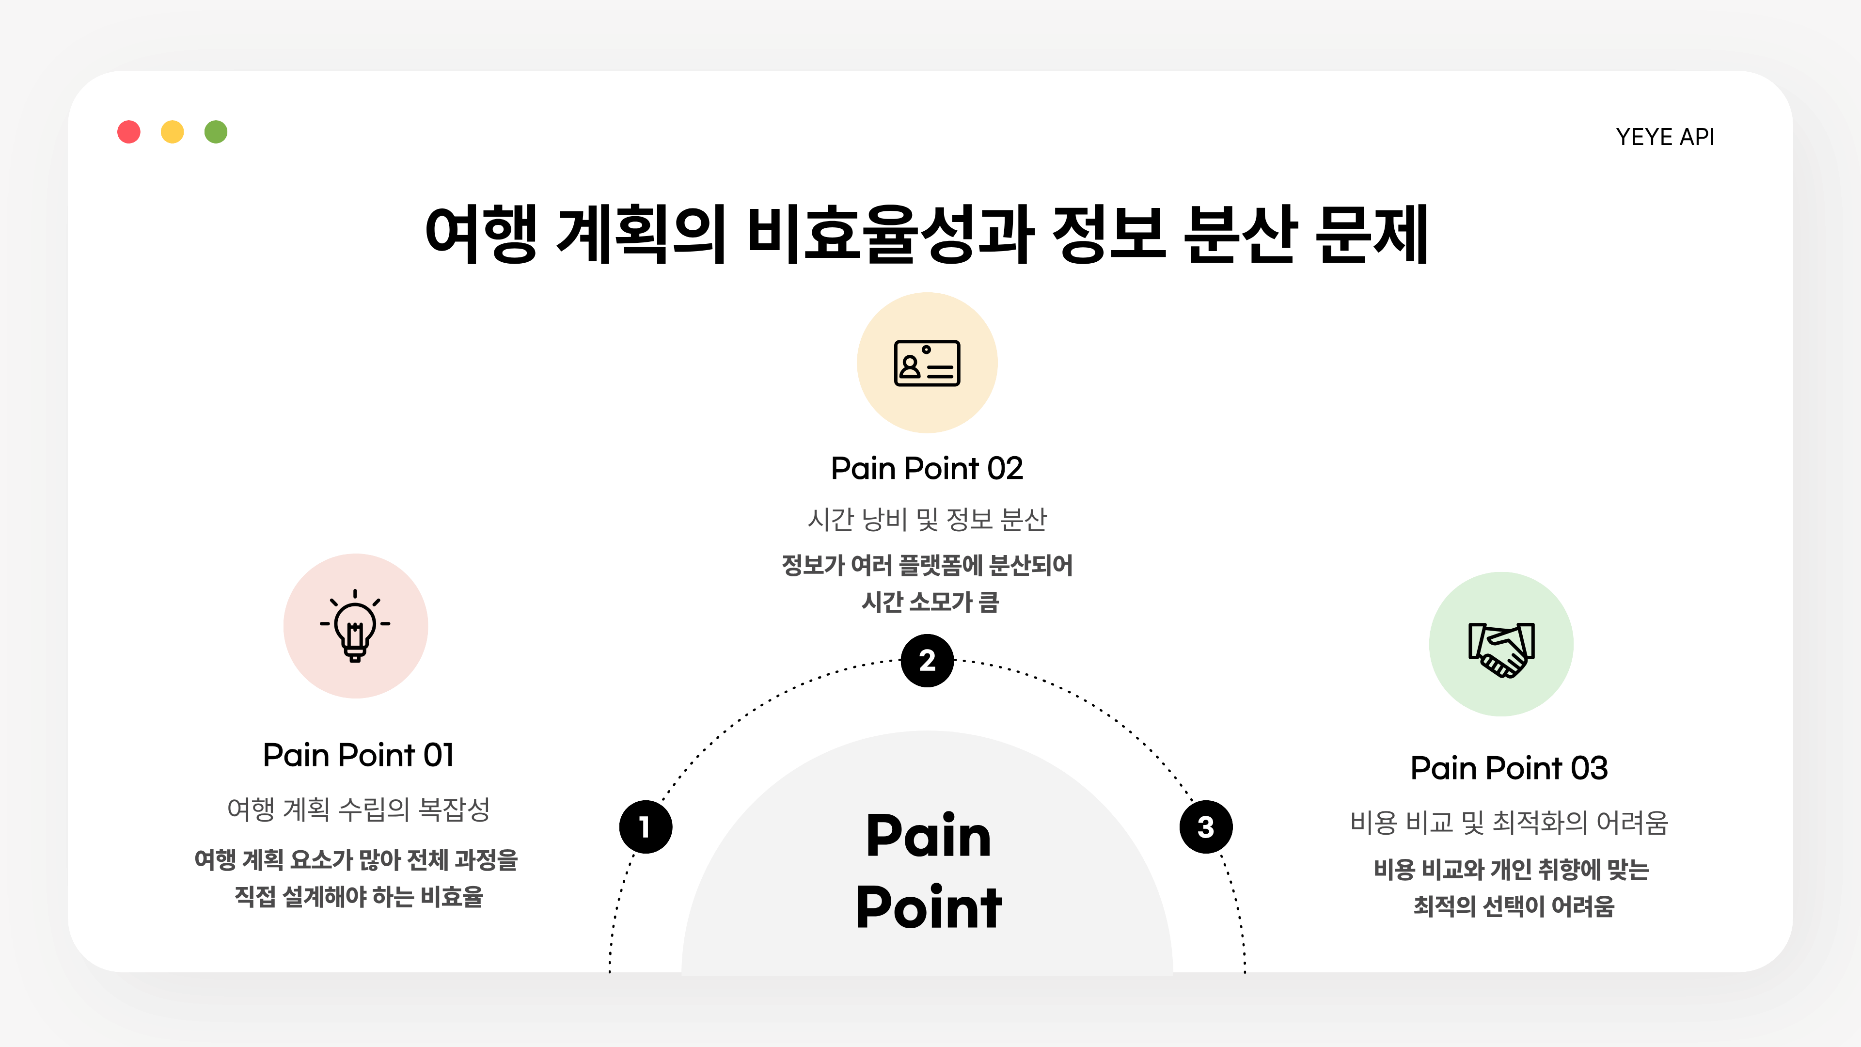 YEYE API
여행 계획의 비효율성과 정보 분산 문제
Pain Point 01
여행 계획 수립의 복잡성
여행 계획 요소가 많아 전체 과정을
직접 설계해야 하는 비효율
Pain Point 02
시간 낭비 및 정보 분산
정보가 여러 플랫폼에 분산되어
시간 소모가 큼
Pain Point 03
비용 비교 및 최적화의 어려움
비용 비교와 개인 취향에 맞는
최적의 선택이 어려움
1
2
3
Pain
Point